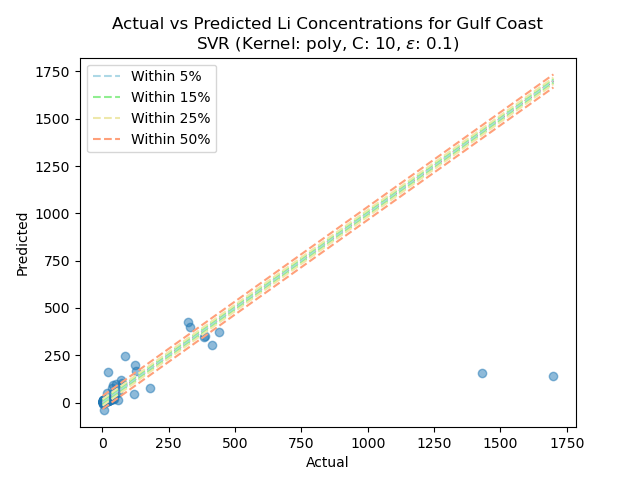 Actual vs Predicted Li Concentrations for Gulf Coast
SVR (Kernel: poly, C: 10, ε: 0.1)
Within 5%
Within 15%
Within 25%
Within 50%
1750
1500
1250
1000
750
500
250
0
Predicted
0 250 500 750 1000 1250 1500 1750
Actual